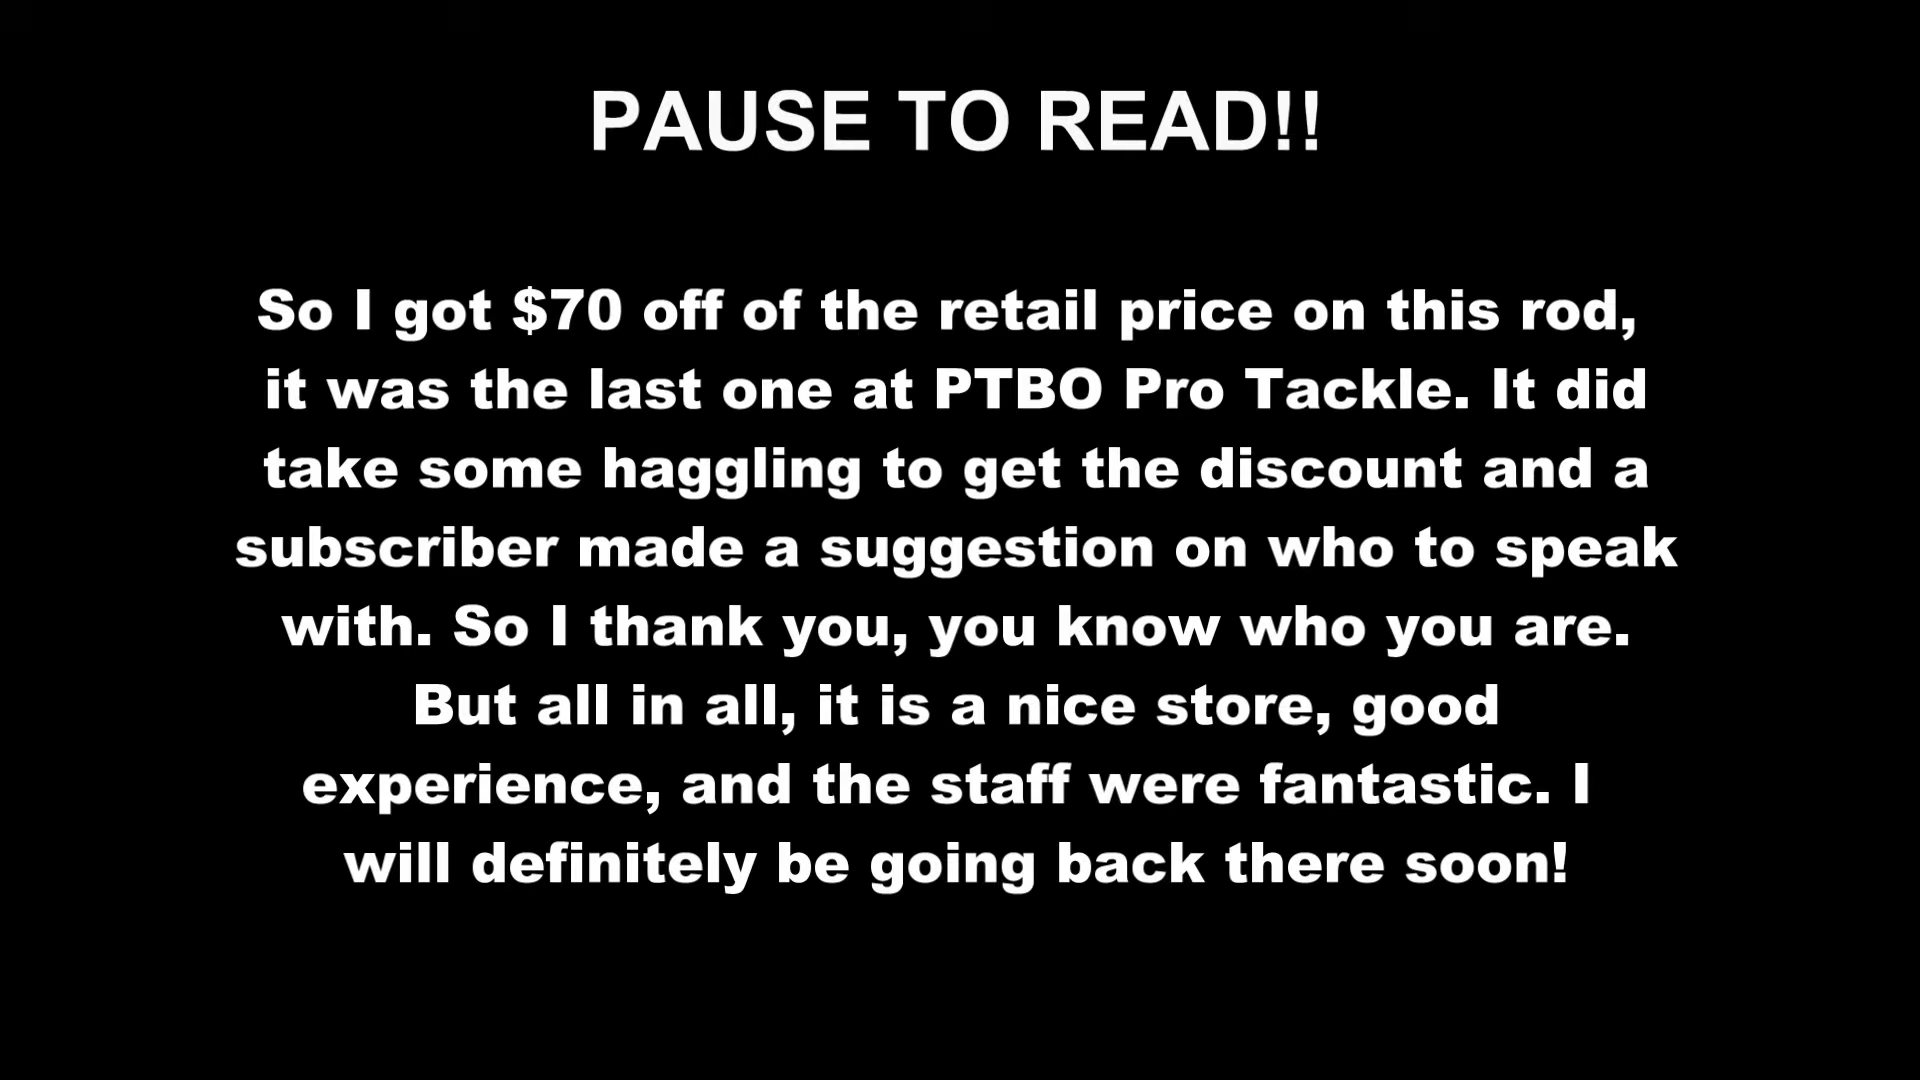 PAUSE TO READ!!
So I got $70 off of the retail price on this rod,
it was the last one at PTBO Pro Tackle. It did
take some haggling to get the discount and a
subscriber made a suggestion on who to speak
with. So I thank you, you know who you are.
But all in all, it is a nice store, good
experience, and the staff were fantastic. I
will definitely be going back there soon!